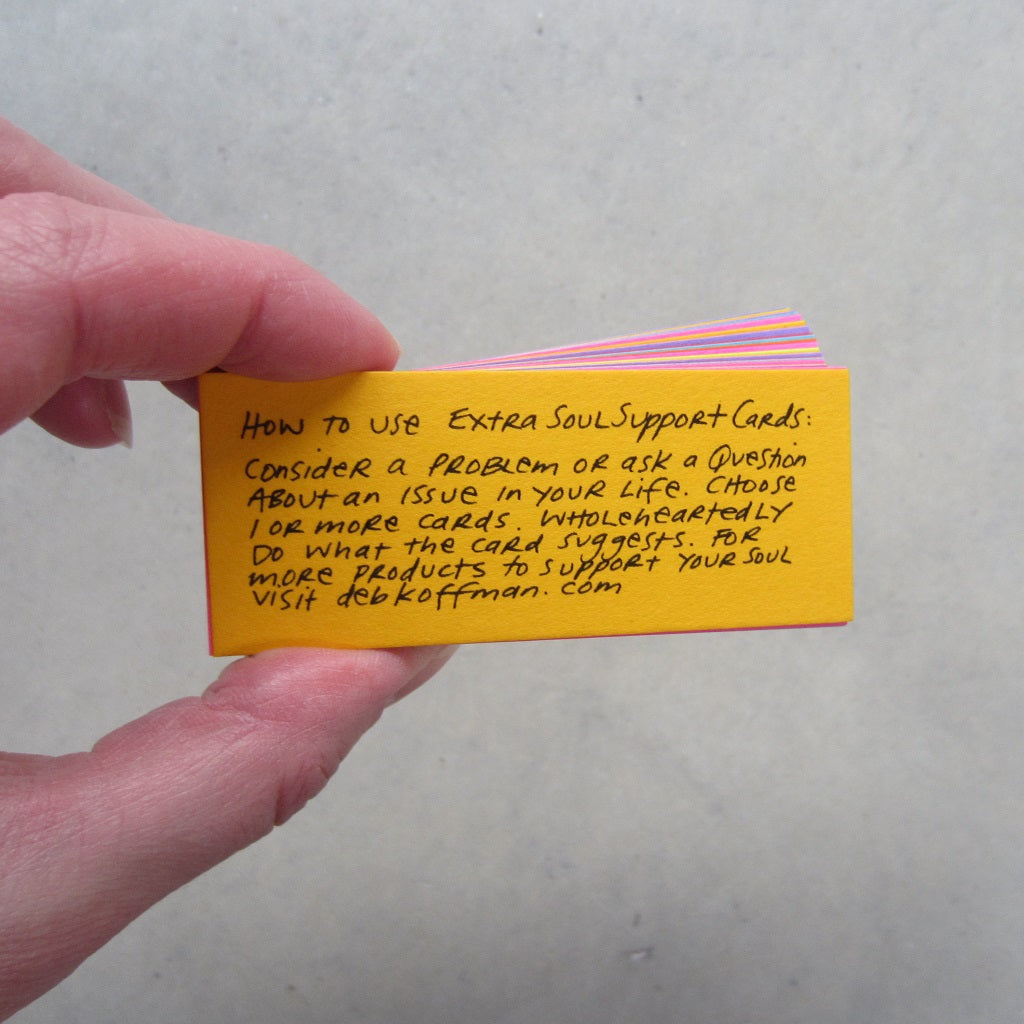 How to use Extra Soul Support Cards:
Consider a problem or ask a question
about an issue in your life. Choose
1 or more cards. Wholeheartedly
do what the card suggests. For
more products to support your soul
visit debkoffman.com